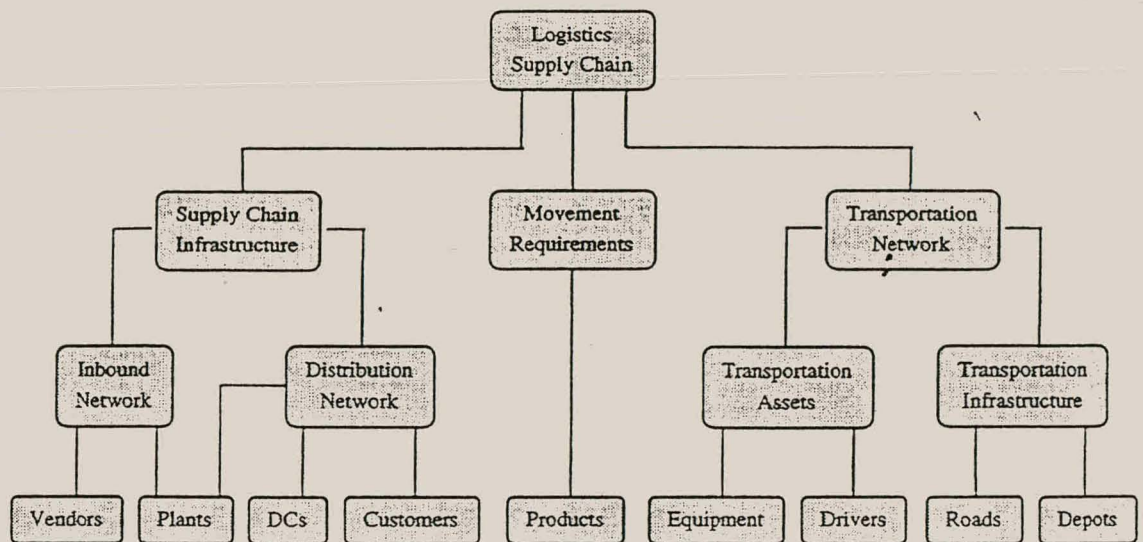 Logistics
Supply Chain
Supply Chain
Infrastructure
Movement
Requirements
Transportation
Network
Inbound
Network
Distribution
Network
Transportation
Assets
Transportation
Infrastructure
Vendors
Plants
DCs
Customers
Products
Equipment
Drivers
Roads
Depots